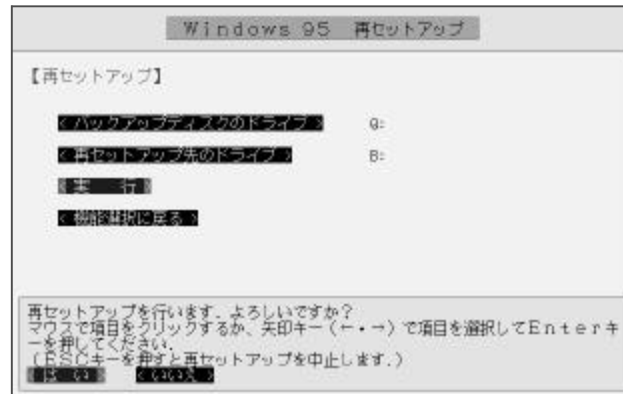 Windows 95 再セットアップ
【再セットアップ】
<バックアップディスクのドライブ> Q:
<再セットアップ先のドライブ> B:
<実 行>
<機能選択に戻る>
再セットアップを行います．よろしいですか？
マウスで項目をクリックするか、矢印キー（←・→）で項目を選択してＥｎｔｅｒキ
ーを押してください．
（ＥＳＣキーを押すと再セットアップを中止します．）
<は い> <いいえ>